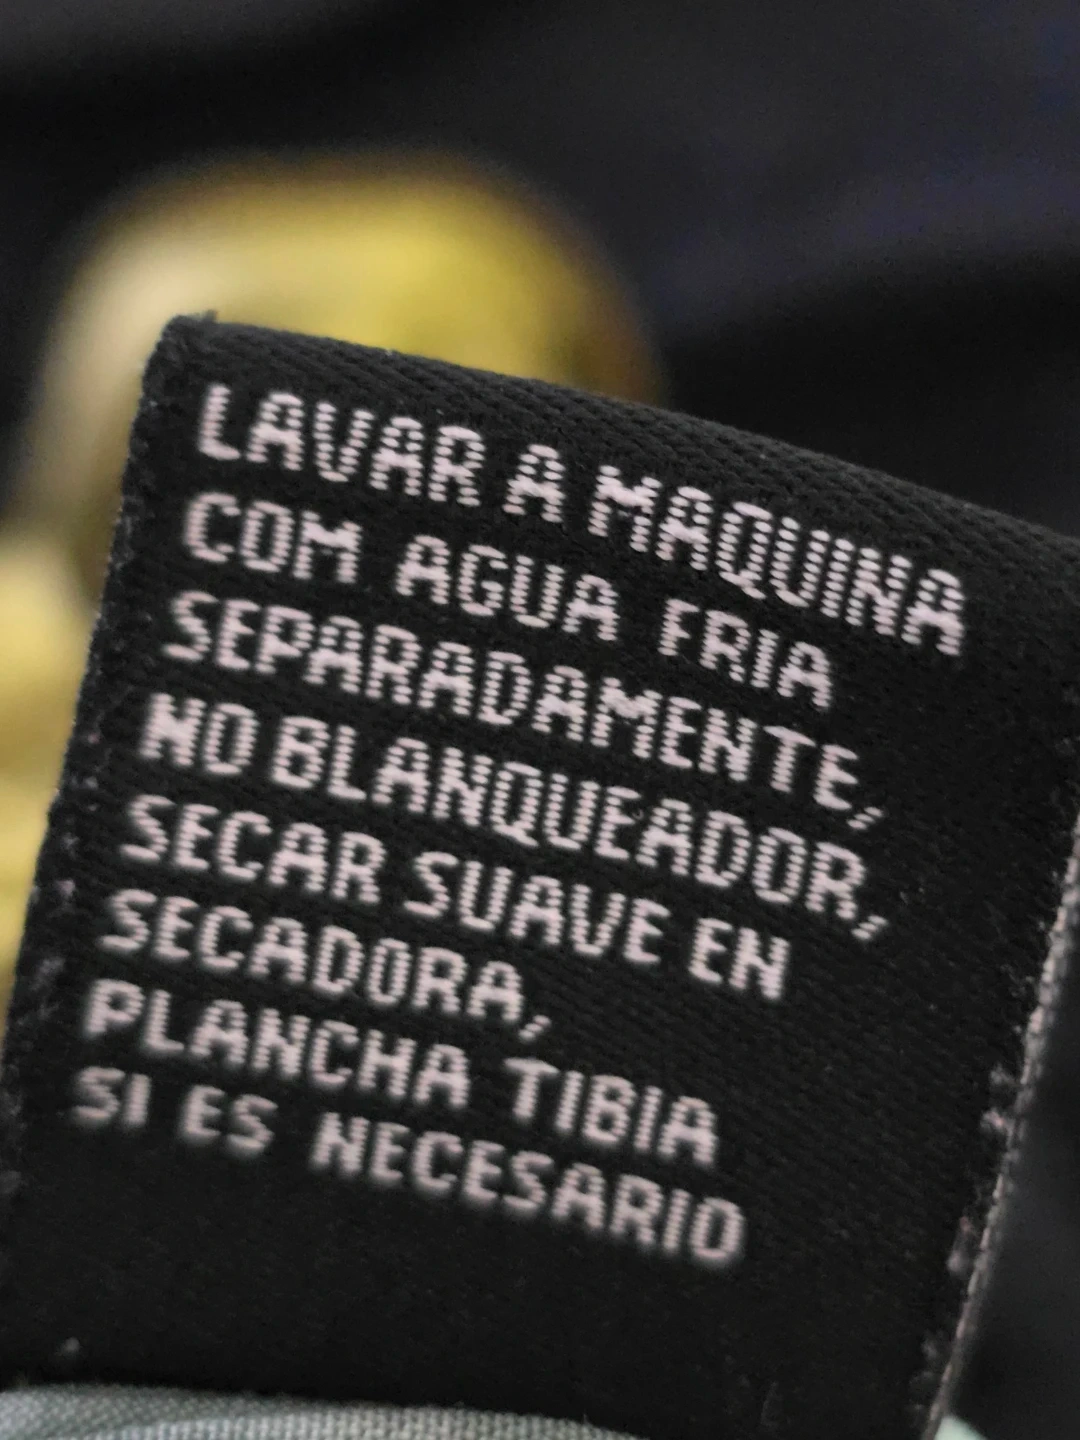 LAVAR A MAQUINA
COM AGUA FRIA
SEPARADAMENTE,
NO BLANQUEADOR,
SECAR SUAVE EN
SECADORA,
PLANCHA TIBIA
SI ES NECESARIO